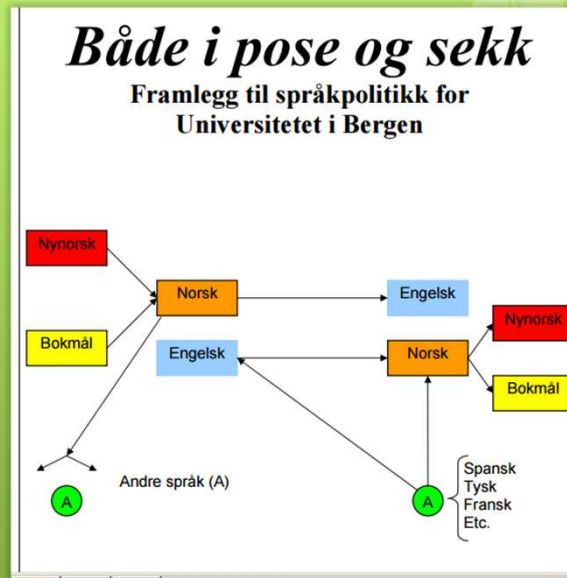 Både i pose og sekk
Framlegg til språkpolitikk for
Universitetet i Bergen
Nynorsk
Norsk
Engelsk
Nynorsk
Bokmål
Engelsk
Norsk
Bokmål
Andre språk (A)
A
A
Spansk
Tysk
Fransk
Etc.